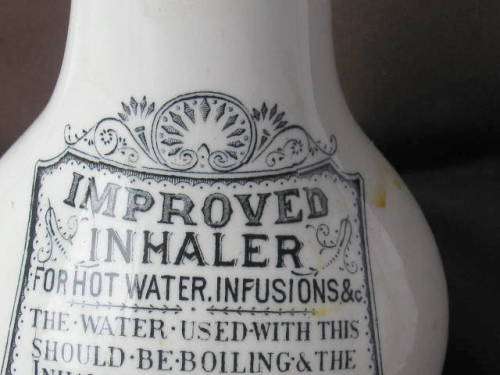 IMPROVED
INHALER
FOR HOT WATER. INFUSIONS &c.
THE · WATER · USED · WITH THIS
SHOULD · BE · BOILING · & THE